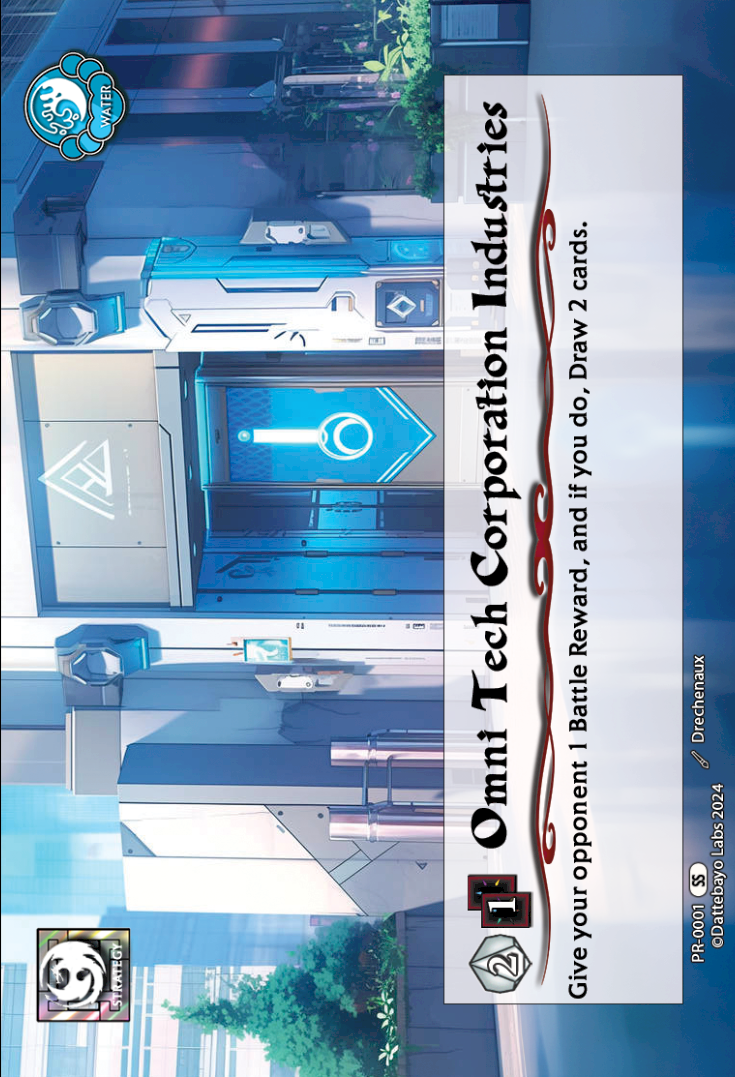 STRATEGY
WATER
2
1
Omni Tech Corporation Industries
Give your opponent 1 Battle Reward, and if you do, Draw 2 cards.
PR-0001 SS Drechenaux
©Dattebayo Labs 2024